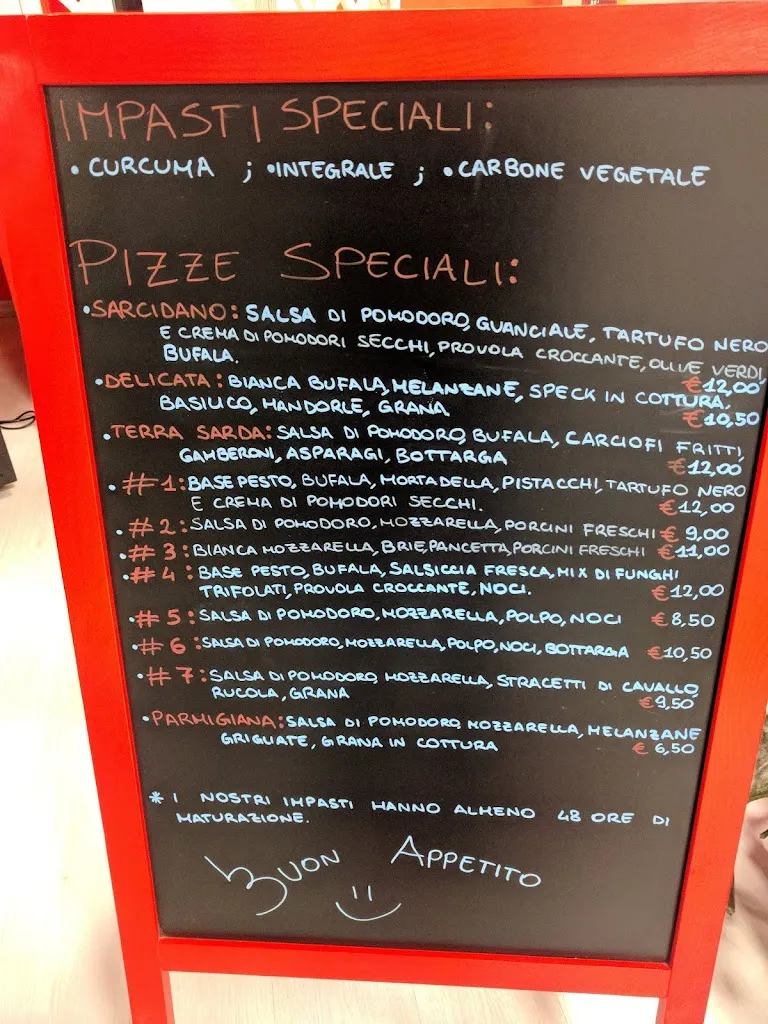 IMPASTI SPECIALI:
• CURCUMA ; • INTEGRALE ; • CARBONE VEGETALE
PIZZE SPECIALI:
• SARCIDANO: SALSA DI POMODORO, GUANCIALE, TARTUFO NERO
E CREMA DI POMODORI SECCHI, PROVOLA CROCCANTE, OLIVE VERDI,
BUFALA. € 12,00
• DELICATA: BIANCA BUFALA, MELANZANE, SPECK IN COTTURA,
BASILICO, MANDORLE, GRANA. € 10,50
• TERRA SARDA: SALSA DI POMODORO, BUFALA, CARCIOFI FRITTI,
GAMBERONI, ASPARAGI, BOTTARGA € 12,00
• #1: BASE PESTO, BUFALA, MORTADELLA, PISTACCHI, TARTUFO NERO
E CREMA DI POMODORI SECCHI. € 12,00
• #2: SALSA DI POMODORO, MOZZARELLA, PORCINI FRESCHI € 9,00
• #3: BIANCA MOZZARELLA, BRIE, PANCETTA, PORCINI FRESCHI € 11,00
• #4: BASE PESTO, BUFALA, SALSICCIA FRESCA, MIX DI FUNGHI
TRIFOLATI, PROVOLA CROCCANTE, NOCI. € 12,00
• #5: SALSA DI POMODORO, MOZZARELLA, POLPO, NOCI € 8,50
• #6: SALSA DI POMODORO, MOZZARELLA, POLPO, NOCI, BOTTARGA € 10,50
• #7: SALSA DI POMODORO, MOZZARELLA, STRACETTI DI CAVALLO,
RUCOLA, GRANA € 9,50
• PARMIGIANA: SALSA DI POMODORO, MOZZARELLA, MELANZANE
GRIGLIATE, GRANA IN COTTURA € 6,50
* I NOSTRI IMPASTI HANNO ALMENO 48 ORE DI
MATURAZIONE.
BUON APPETITO